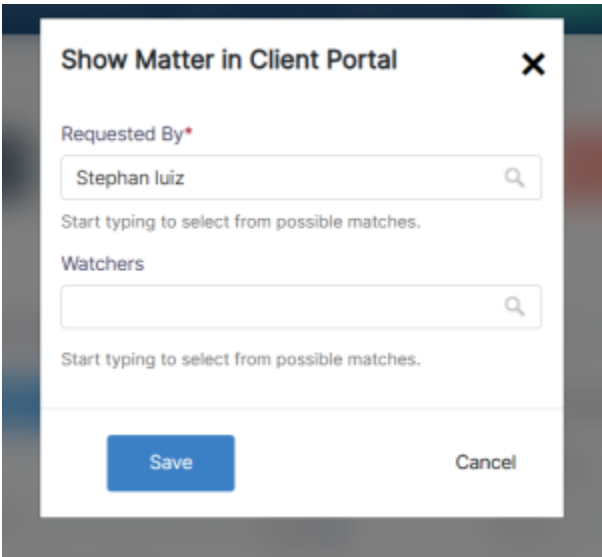 Show Matter in Client Portal
Requested By*
Stephan luiz
Start typing to select from possible matches.
Watchers
Start typing to select from possible matches.
Save
Cancel